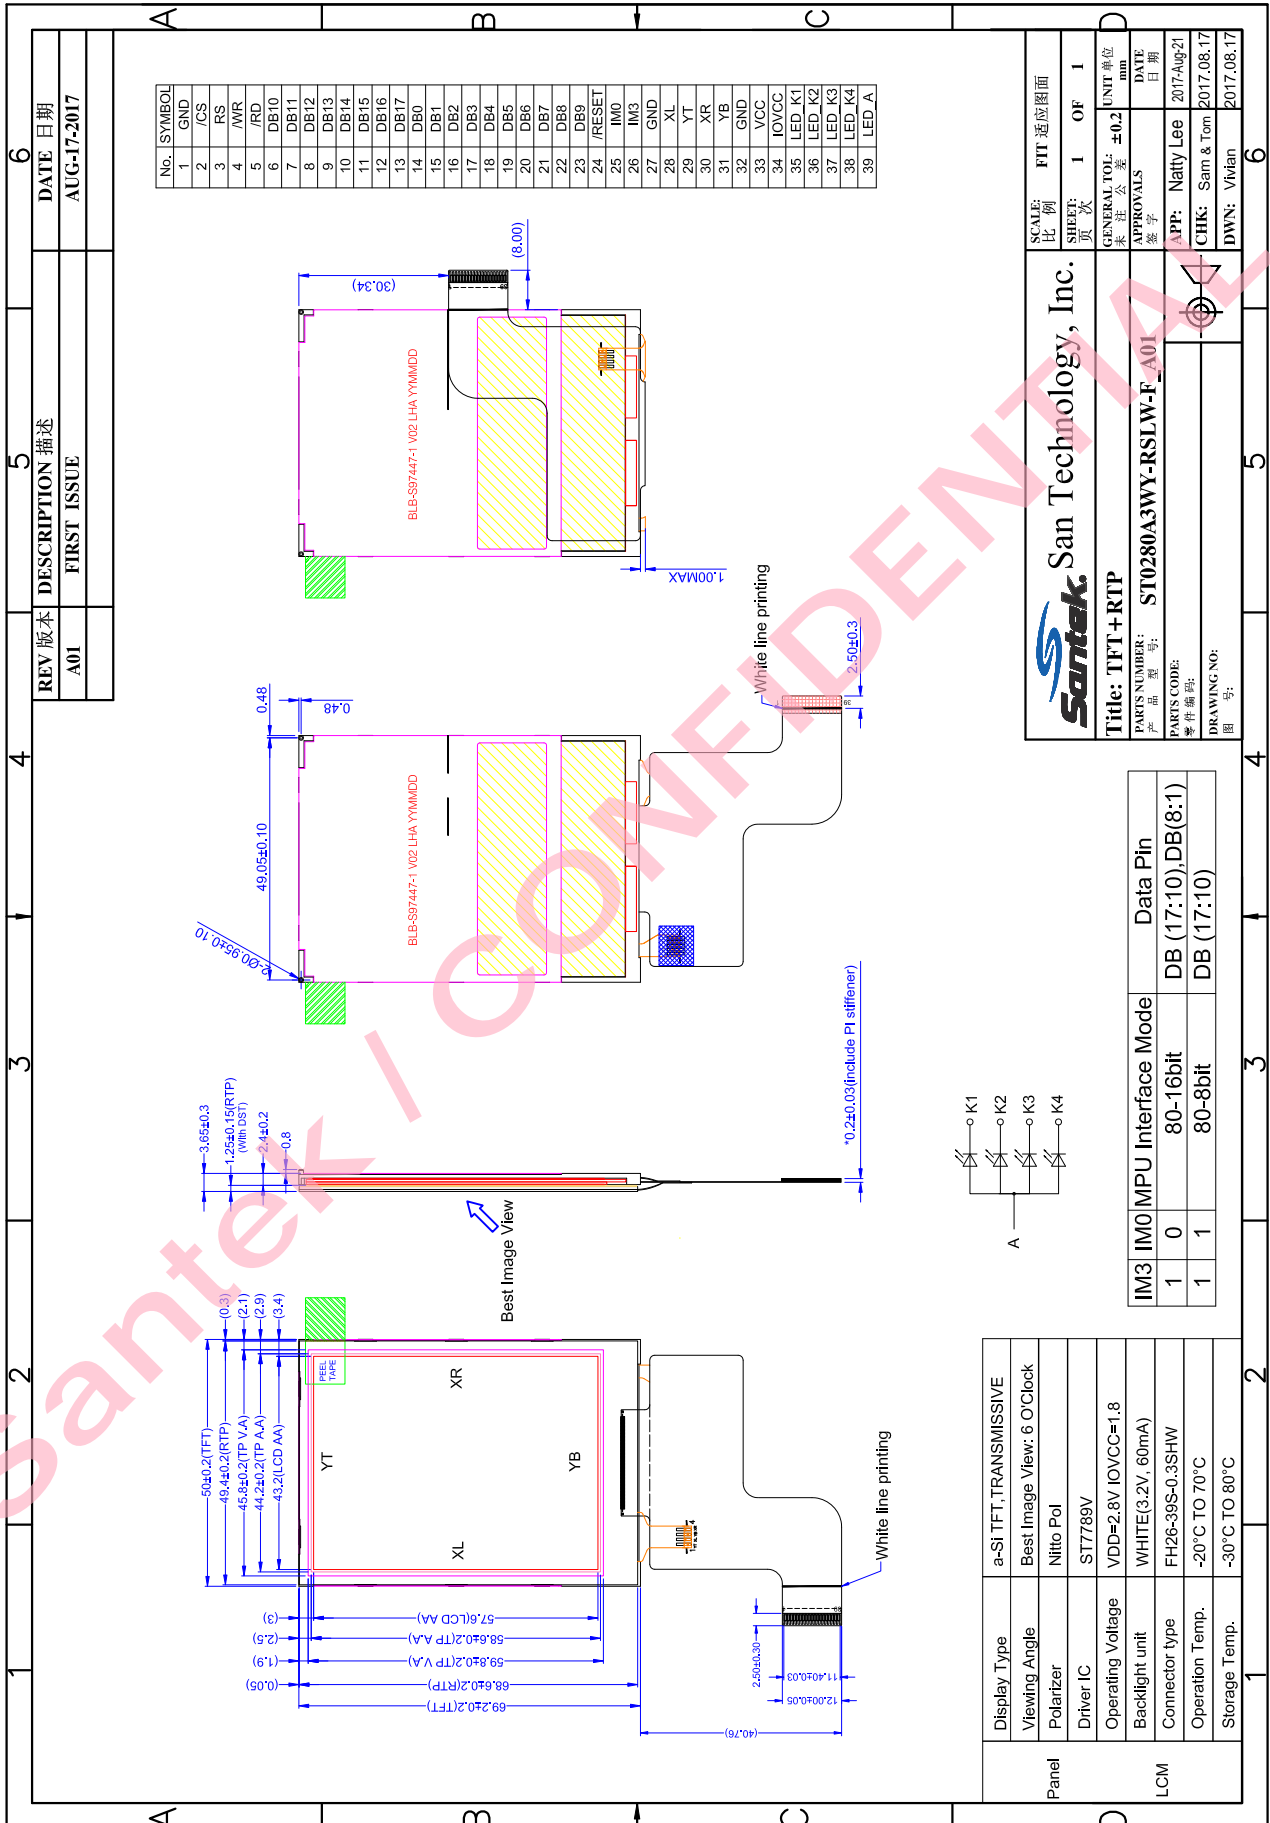 A B C D
6 5 4 3 2 1
REV 版本 DESCRIPTION 描述 DATE 日期
A01 FIRST ISSUE AUG-17-2017
50±0.2(TFT)
49.4±0.2(RTP)
45.8±0.2(TP V.A)
44.2±0.2(TP A.A)
43.2(LCD AA)
(0.3)
(2.1)
(2.9)
(3.4)
PEEL
TAPE
YT
XL
XR
YB
69.2±0.2(TFT)
68.6±0.2(RTP)
59.8±0.2(TP V.A)
58.6±0.2(TP A.A)
57.6(LCD AA)
(0.05)
(1.9)
(2.5)
(3)
(40.76)
2.50±0.30
11.40±0.03
12.00±0.05
White line printing
3.65±0.3
1.25±0.15(RTP)
(With DST)
2.4±0.2
0.8
Best Image View
*0.2±0.03(include PI stiffener)
2-Ø0.95±0.10
49.05±0.10
0.48
0.48
BLB-S97447-1 V02 LHA YYMMDD
White line printing
2.50±0.3
39
BLB-S97447-1 V02 LHA YYMMDD
(30.34)
(8.00)
1.00MAX
39
No. SYMBOL
1 GND
2 /CS
3 RS
4 /WR
5 /RD
6 DB10
7 DB11
8 DB12
9 DB13
10 DB14
11 DB15
12 DB16
13 DB17
14 DB0
15 DB1
16 DB2
17 DB3
18 DB4
19 DB5
20 DB6
21 DB7
22 DB8
23 DB9
24 /RESET
25 IM0
26 IM3
27 GND
28 XL
29 YT
30 XR
31 YB
32 GND
33 VCC
34 IOVCC
35 LED_K1
36 LED_K2
37 LED_K3
38 LED_K4
39 LED_A
A
K1
K2
K3
K4
Panel
Display Type a-Si TFT,TRANSMISSIVE
Viewing Angle Best Image View: 6 O'Clock
Polarizer Nitto Pol
Driver IC ST7789V
LCM
Operating Voltage VDD=2.8V IOVCC=1.8
Backlight unit WHITE(3.2V, 60mA)
Connector type FH26-39S-0.3SHW
Operation Temp. -20°C TO 70°C
Storage Temp. -30°C TO 80°C
IM3 IM0 MPU Interface Mode Data Pin
1 0 80-16bit DB (17:10),DB(8:1)
1 1 80-8bit DB (17:10)
Santek. San Technology, Inc.
Title: TFT+RTP
PARTS NUMBER: ST0280A3WY-RSLW-F_A01
产 品 型 号:
PARTS CODE:
零 件 编 码:
DRAWING NO:
图 号:
SCALE: FIT 适应图面
比 例
SHEET: 1 OF 1
页 次
GENERAL TOL: ±0.2 UNIT 单位
未 注 公 差 mm
APPROVALS DATE
签 字 日 期
APP: Natty Lee 2017-Aug-21
CHK: Sam & Tom 2017.08.17
DWN: Vivian 2017.08.17
Santek / CONFIDENTIAL
6 5 4 3 2 1
A B C D